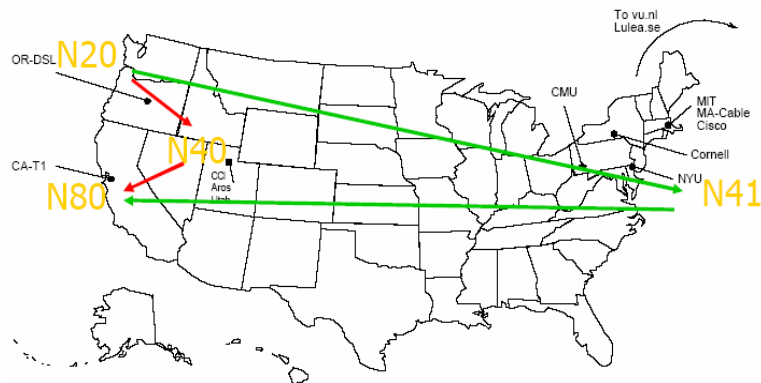 To vu.nl
Lulea.se
N20
OR-DSL
CMU
MIT
MA-Cable
Cisco
N40
Cornell
CA-T1
CCI
Aros
Utah
NYU
N80
N41